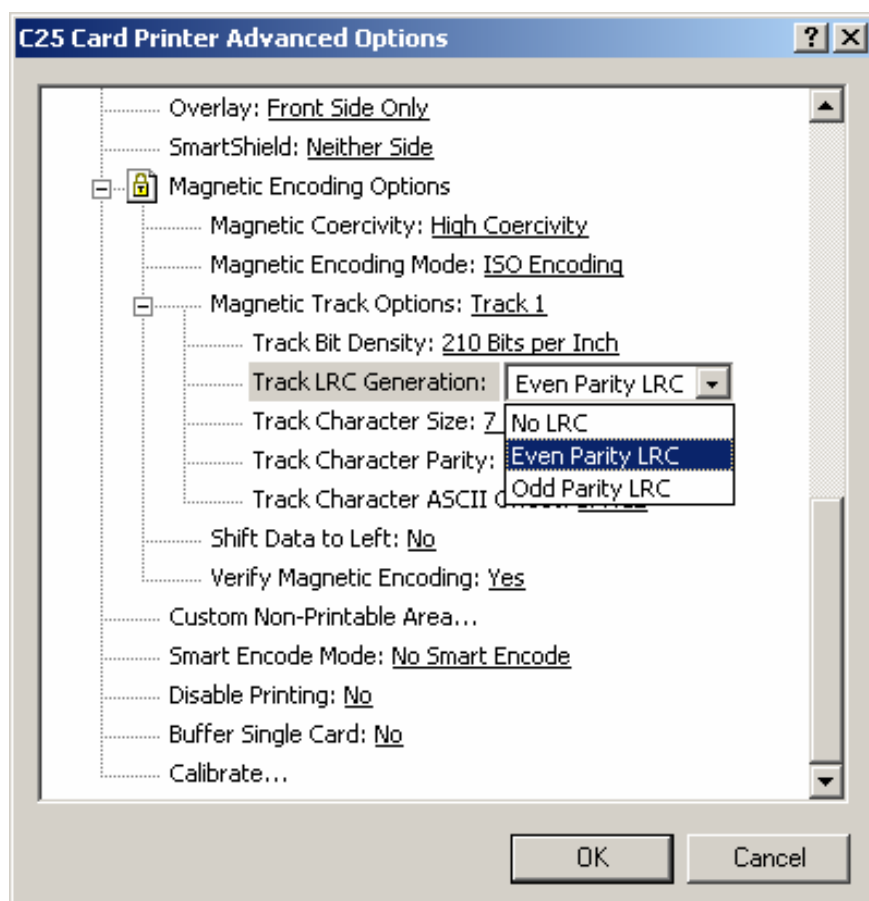 C25 Card Printer Advanced Options
Overlay: Front Side Only
SmartShield: Neither Side
Magnetic Encoding Options
Magnetic Coercivity: High Coercivity
Magnetic Encoding Mode: ISO Encoding
Magnetic Track Options: Track 1
Track Bit Density: 210 Bits per Inch
Track LRC Generation: Even Parity LRC
Track Character Size: 7
No LRC
Track Character Parity:
Even Parity LRC
Track Character ASCII
Odd Parity LRC
Shift Data to Left: No
Verify Magnetic Encoding: Yes
Custom Non-Printable Area...
Smart Encode Mode: No Smart Encode
Disable Printing: No
Buffer Single Card: No
Calibrate...
OK Cancel